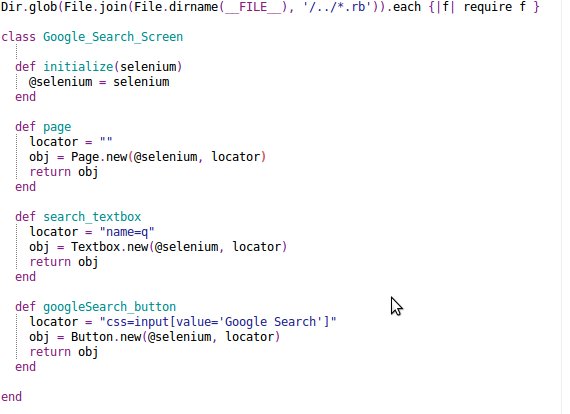 Dir.glob(File.join(File.dirname(__FILE__), '/../*.rb')).each {|f| require f }
class Google_Search_Screen
def initialize(selenium)
@selenium = selenium
end
def page
locator = ""
obj = Page.new(@selenium, locator)
return obj
end
def search_textbox
locator = "name=q"
obj = Textbox.new(@selenium, locator)
return obj
end
def googleSearch_button
locator = "css=input[value='Google Search']"
obj = Button.new(@selenium, locator)
return obj
end
end